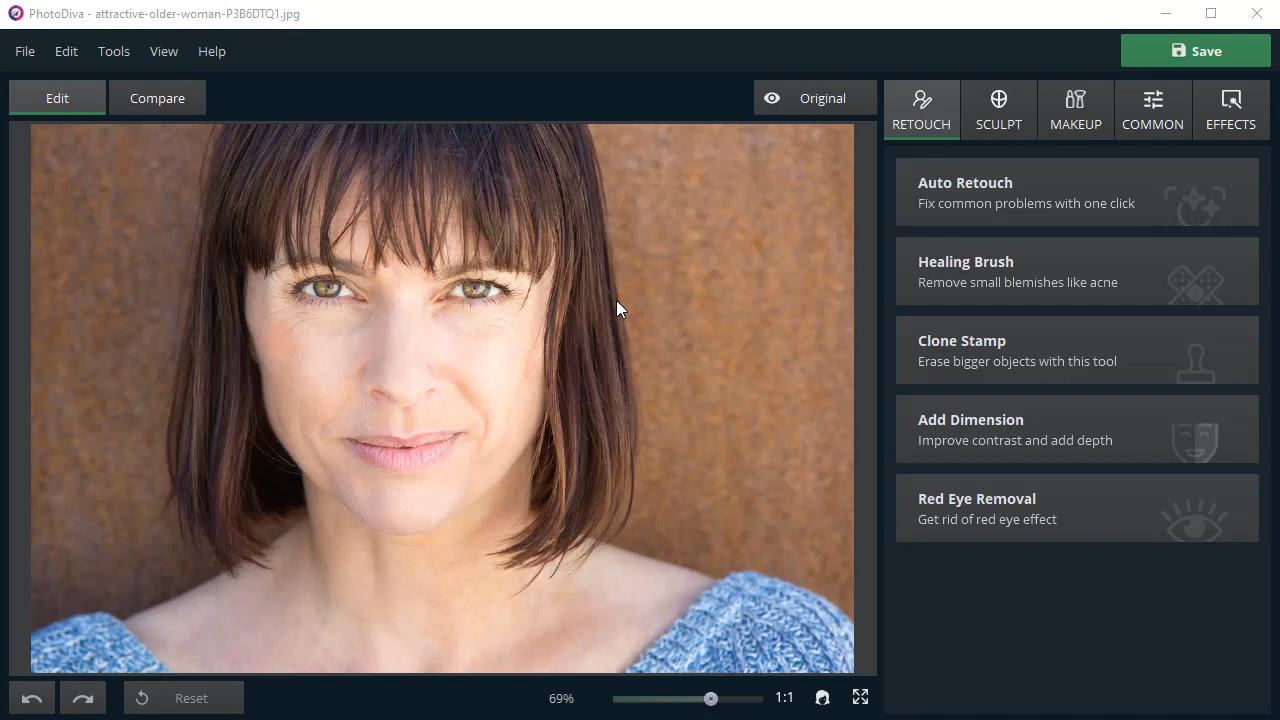 PhotoDiva - attractive-older-woman-P3B6DTQ1.jpg
File Edit Tools View Help
Save
Edit Compare Original
RETOUCH SCULPT MAKEUP COMMON EFFECTS
Auto Retouch
Fix common problems with one click
Healing Brush
Remove small blemishes like acne
Clone Stamp
Erase bigger objects with this tool
Add Dimension
Improve contrast and add depth
Red Eye Removal
Get rid of red eye effect
Reset 69% 1:1